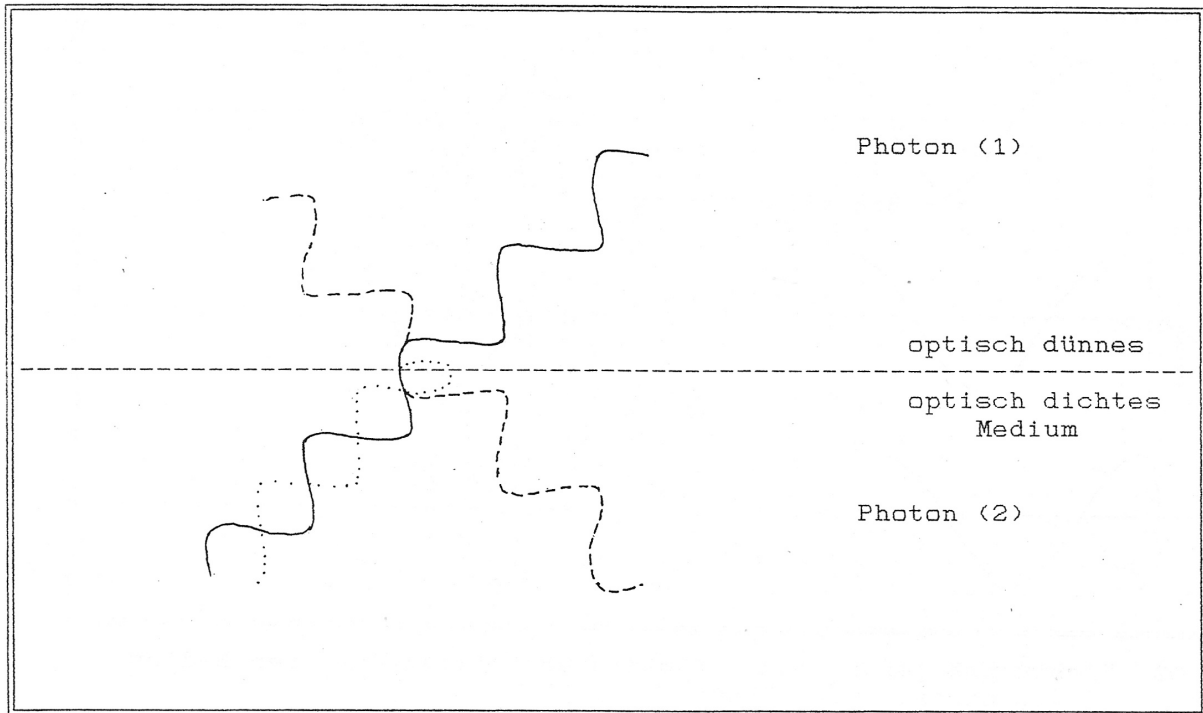 Photon (1)
optisch dünnes
optisch dichtes
Medium
Photon (2)